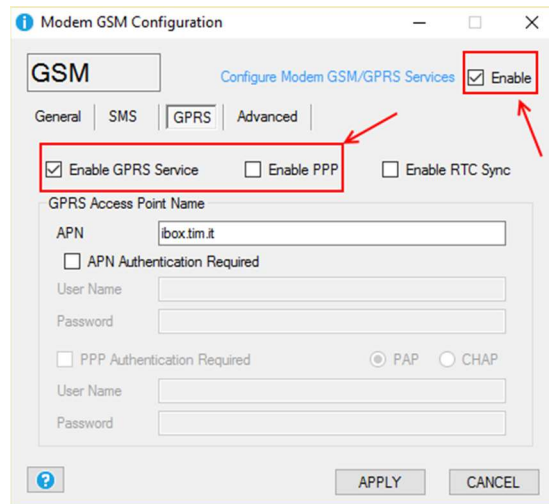 Modem GSM Configuration
GSM
Configure Modem GSM/GPRS Services
Enable
General
SMS
GPRS
Advanced
Enable GPRS Service
Enable PPP
Enable RTC Sync
GPRS Access Point Name
APN
ibox.tim.it
APN Authentication Required
User Name
Password
PPP Authentication Required
PAP
CHAP
User Name
Password
APPLY
CANCEL